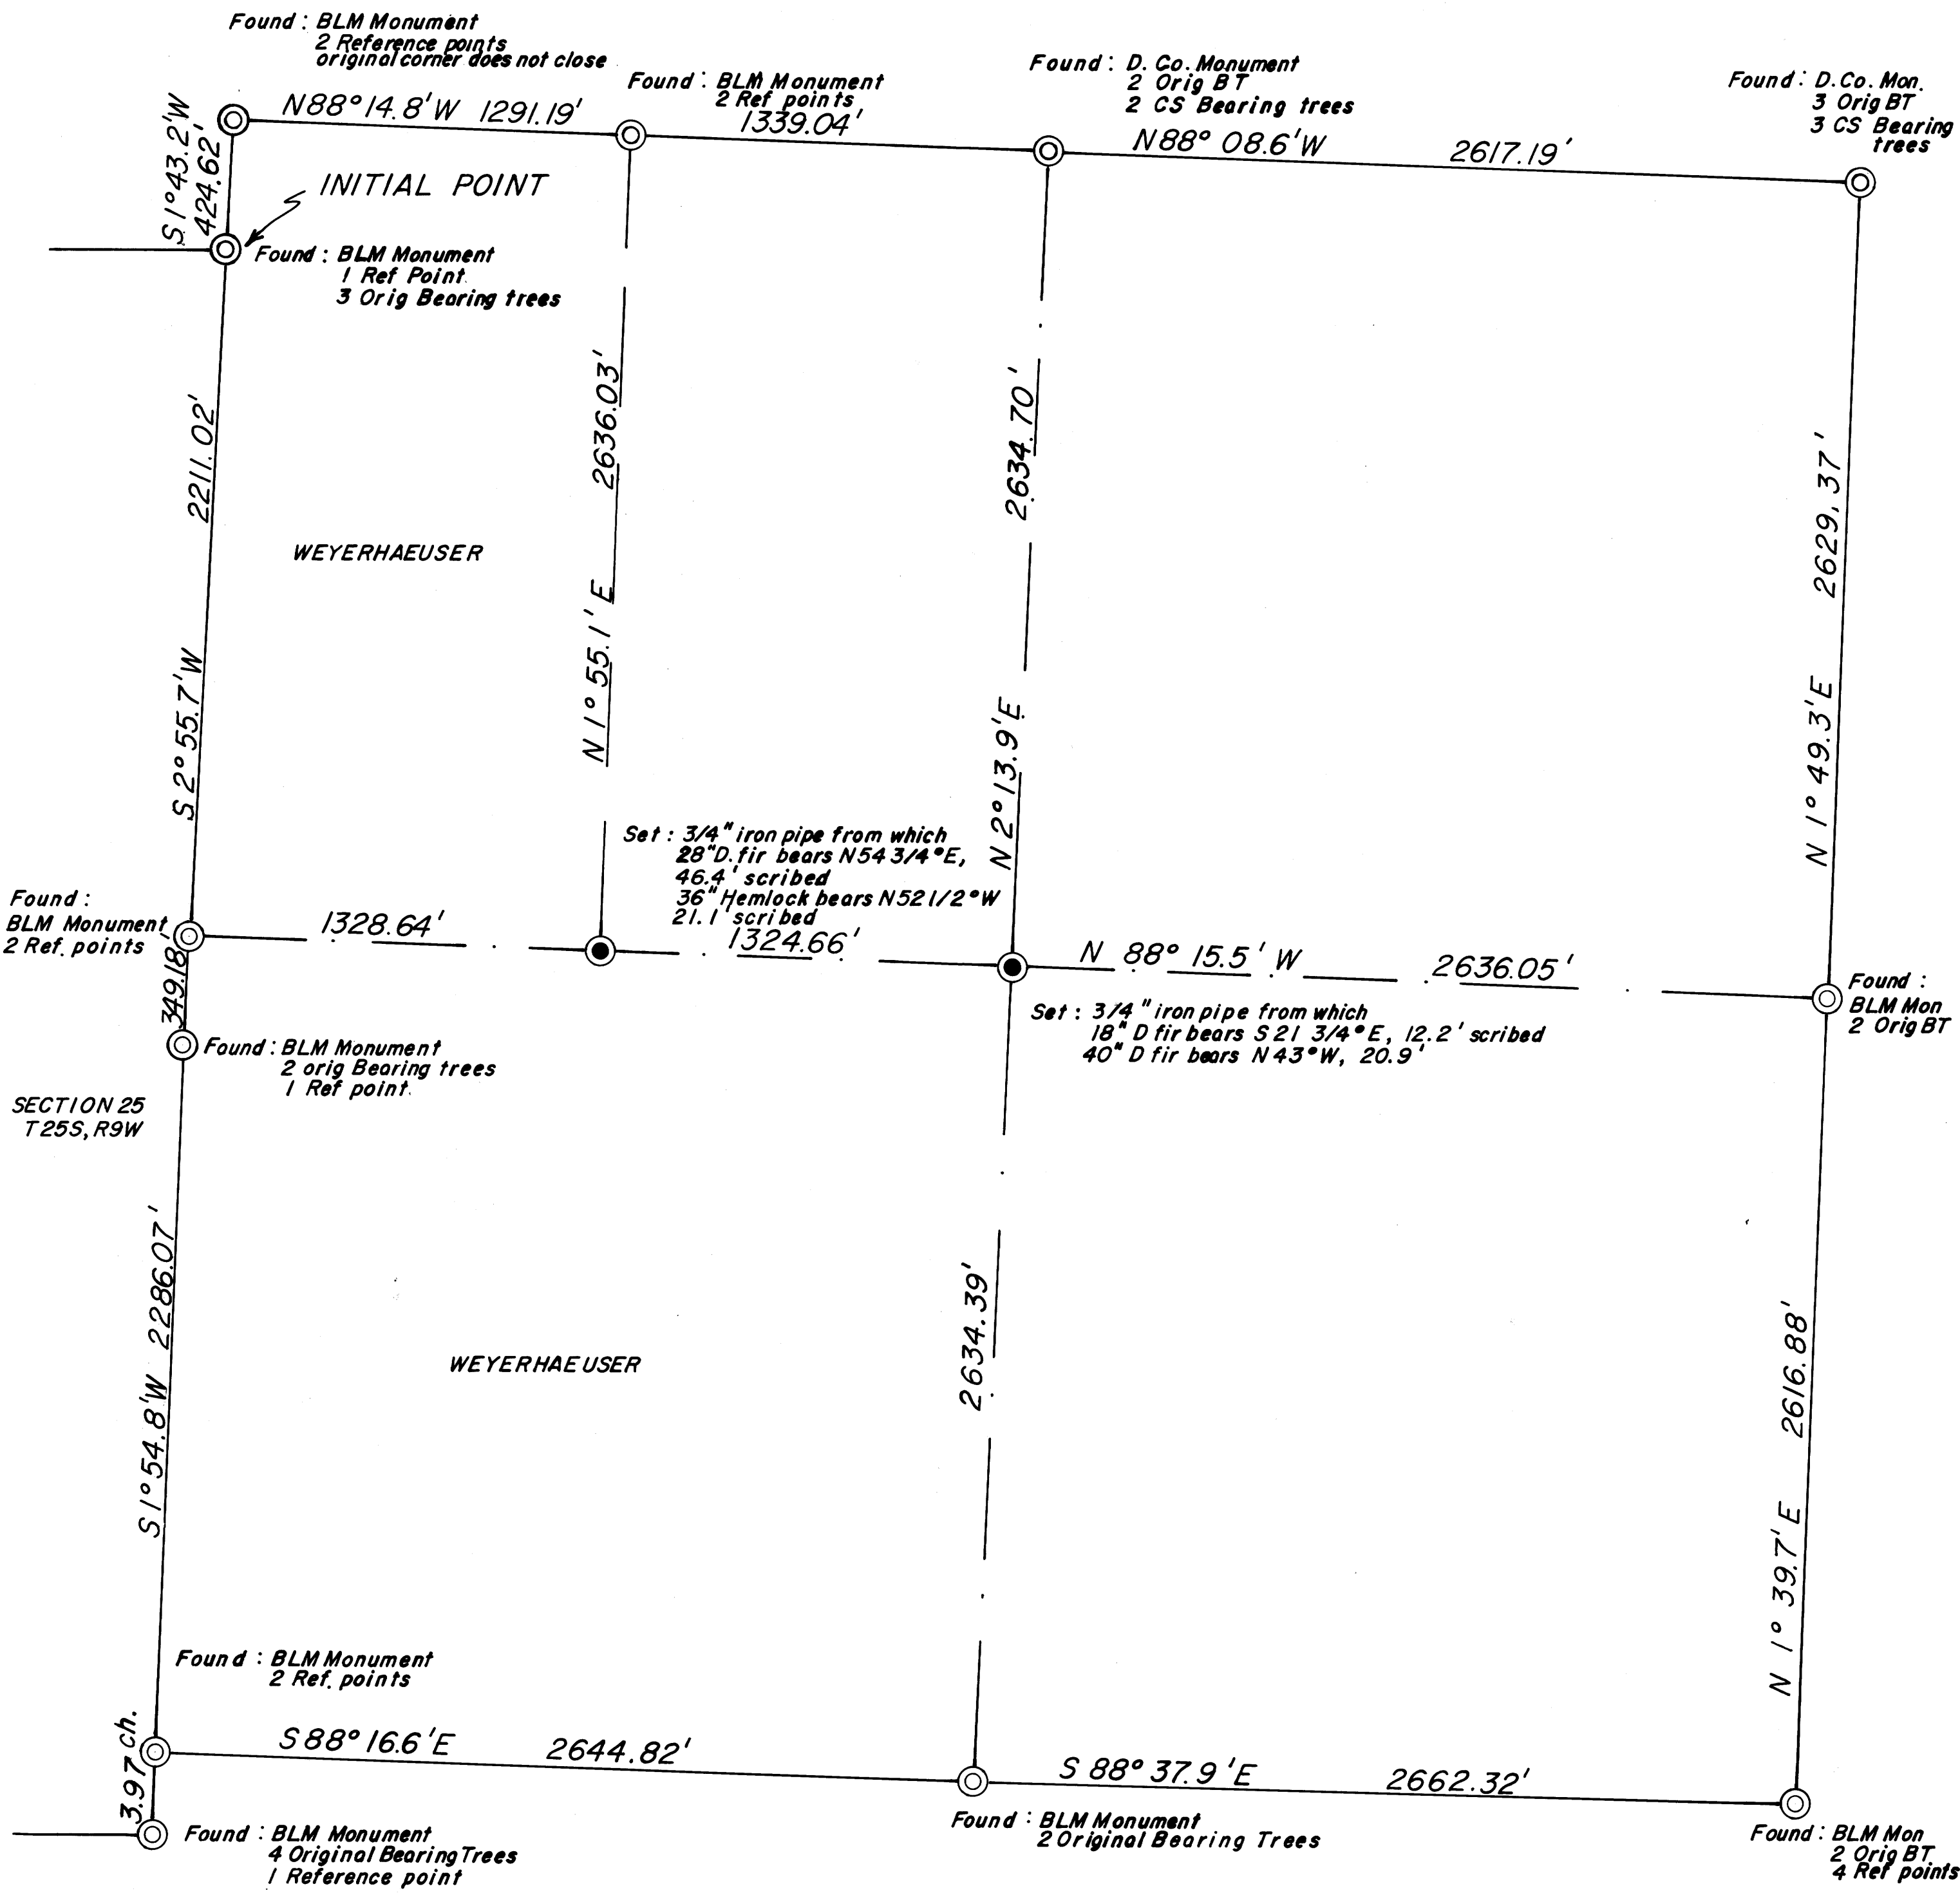 Found: BLM Monument
2 Reference points
original corner does not close
Found: BLM Monument
2 Ref points
Found: D. Co. Monument
2 Orig BT
2 CS Bearing trees
Found: D. Co. Mon.
3 Orig BT
3 CS Bearing
trees
N88°14.8'W 1291.19'
1339.04'
N88° 08.6'W 2617.19'
S 1°43.2'W
424.62'
INITIAL POINT
Found: BLM Monument
1 Ref Point
3 Orig Bearing trees
2211.02'
S 2°55.7'W
WEYERHAEUSER
2636.03'
N 1°55.1'E
2634.70'
N 2°13.9'E
2629.37'
N 1°49.3'E
Set: 3/4" iron pipe from which
28" D. fir bears N54 3/4°E,
46.4' scribed
36" Hemlock bears N52 1/2°W
21.1' scribed
Found:
BLM Monument
2 Ref. points
1328.64'
1324.66'
N 88° 15.5' W 2636.05'
Found:
BLM Mon
2 Orig BT
349.18'
Set: 3/4" iron pipe from which
18" D fir bears S 21 3/4°E, 12.2' scribed
40" D fir bears N 43°W, 20.9'
Found: BLM Monument
2 orig Bearing trees
1 Ref point.
SECTION 25
T25S, R9W
S 1°54.8'W 2286.07'
WEYERHAEUSER
2634.39'
2616.88'
N 1°39.7'E
Found: BLM Monument
2 Ref. points
3.97 ch.
S 88°16.6'E 2644.82'
S 88°37.9'E 2662.32'
Found: BLM Monument
4 Original Bearing Trees
1 Reference point
Found: BLM Monument
2 Original Bearing Trees
Found: BLM Mon
2 Orig BT
4 Ref points